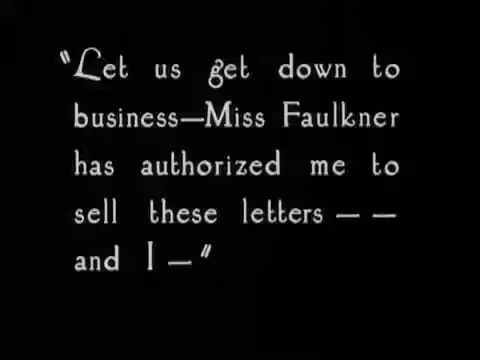 "Let us get down to
business—Miss Faulkner
has authorized me to
sell these letters — —
and I —"